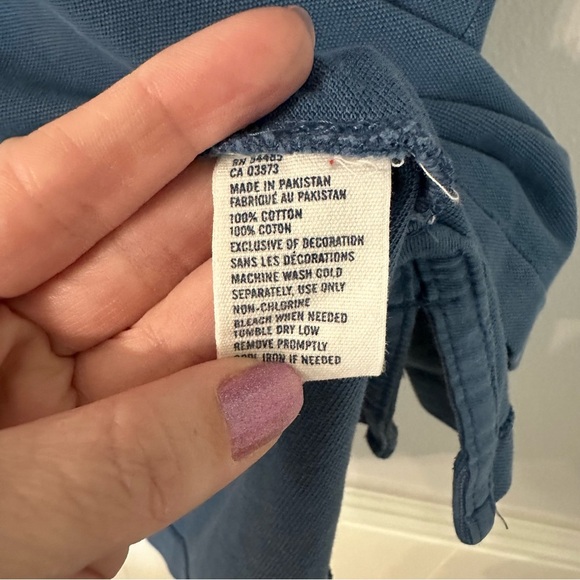 RN 54485
CA 03873
MADE IN PAKISTAN
FABRIQUÉ AU PAKISTAN
100% COTTON
100% COTON
EXCLUSIVE OF DECORATION
SANS LES DÉCORATIONS
MACHINE WASH COLD
SEPARATELY, USE ONLY
NON-CHLORINE
BLEACH WHEN NEEDED
TUMBLE DRY LOW
REMOVE PROMPTLY
COOL IRON IF NEEDED